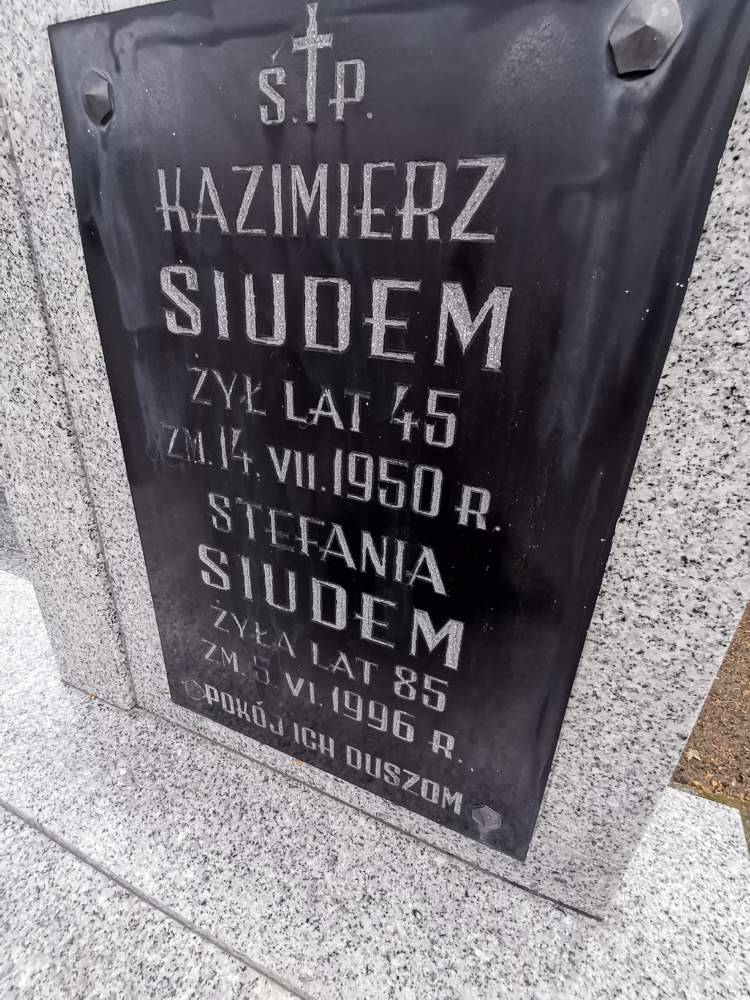 Ś.P.
KAZIMIERZ
SIUDEM
ŻYŁ LAT 45
ZM. 14. VII. 1950 R.
STEFANIA
SIUDEM
ŻYŁA LAT 85
ZM. 5. VI. 1996 R.
POKÓJ ICH DUSZOM